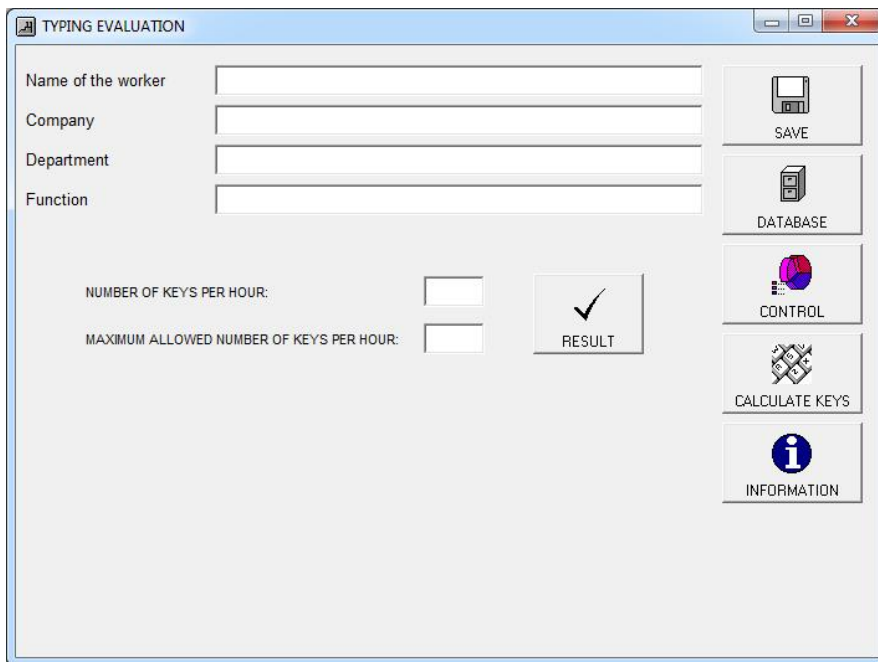 TYPING EVALUATION
Name of the worker
Company
Department
Function
NUMBER OF KEYS PER HOUR:
MAXIMUM ALLOWED NUMBER OF KEYS PER HOUR:
RESULT
SAVE
DATABASE
CONTROL
CALCULATE KEYS
INFORMATION